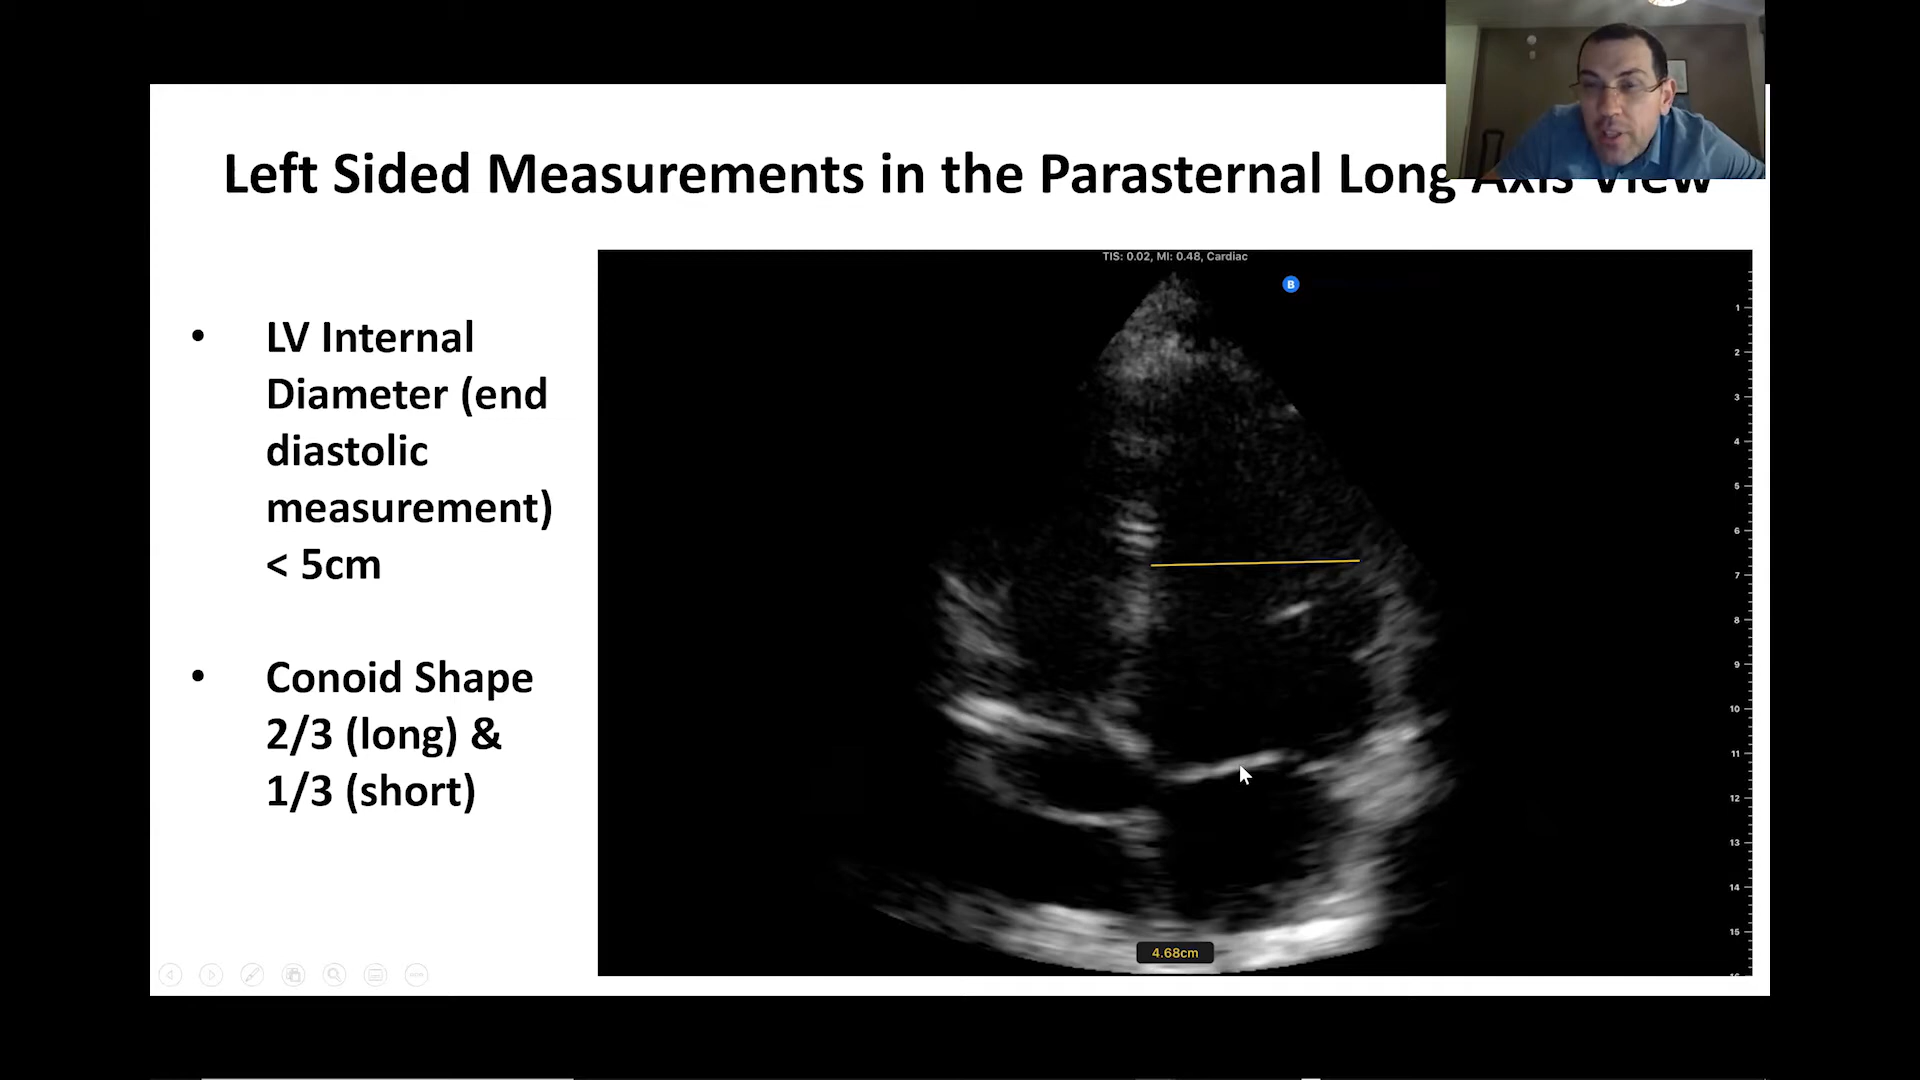 Left Sided Measurements in the Parasternal Long Axis View
TIS: 0.02, MI: 0.48, Cardiac
B
• LV Internal
Diameter (end
diastolic
measurement)
< 5cm
• Conoid Shape
2/3 (long) &
1/3 (short)
1
2
3
4
5
6
7
8
9
10
11
12
13
14
15
4.68cm